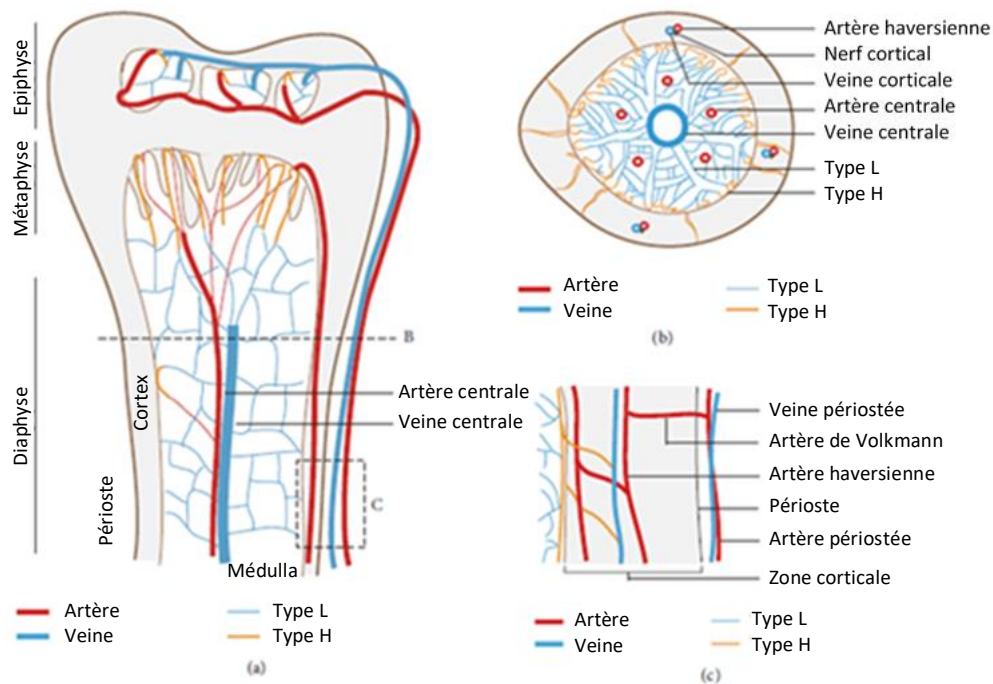 Epiphyse
Métaphyse
Diaphyse
Cortex
Périoste
Médulla
B
C
Artère centrale
Veine centrale
Artère
Type L
Veine
Type H
(a)
Artère haversienne
Nerf cortical
Veine corticale
Artère centrale
Veine centrale
Type L
Type H
Artère
Type L
Veine
Type H
(b)
Veine périostée
Artère de Volkmann
Artère haversienne
Périoste
Artère périostée
Zone corticale
Artère
Type L
Veine
Type H
(c)